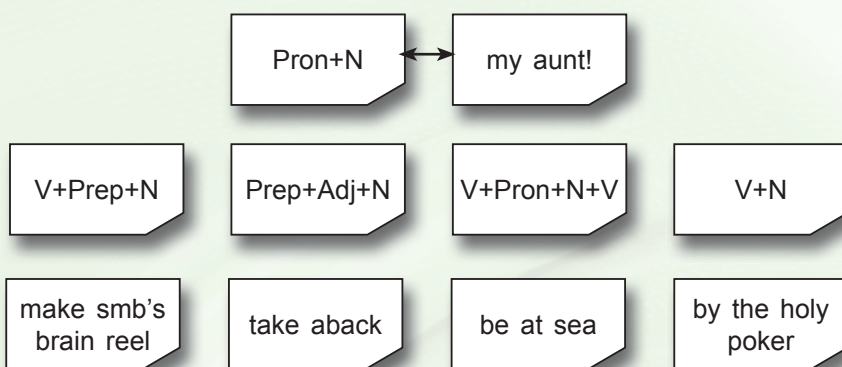 Pron+N
my aunt!
V+Prep+N
Prep+Adj+N
V+Pron+N+V
V+N
make smb's
brain reel
take aback
be at sea
by the holy
poker